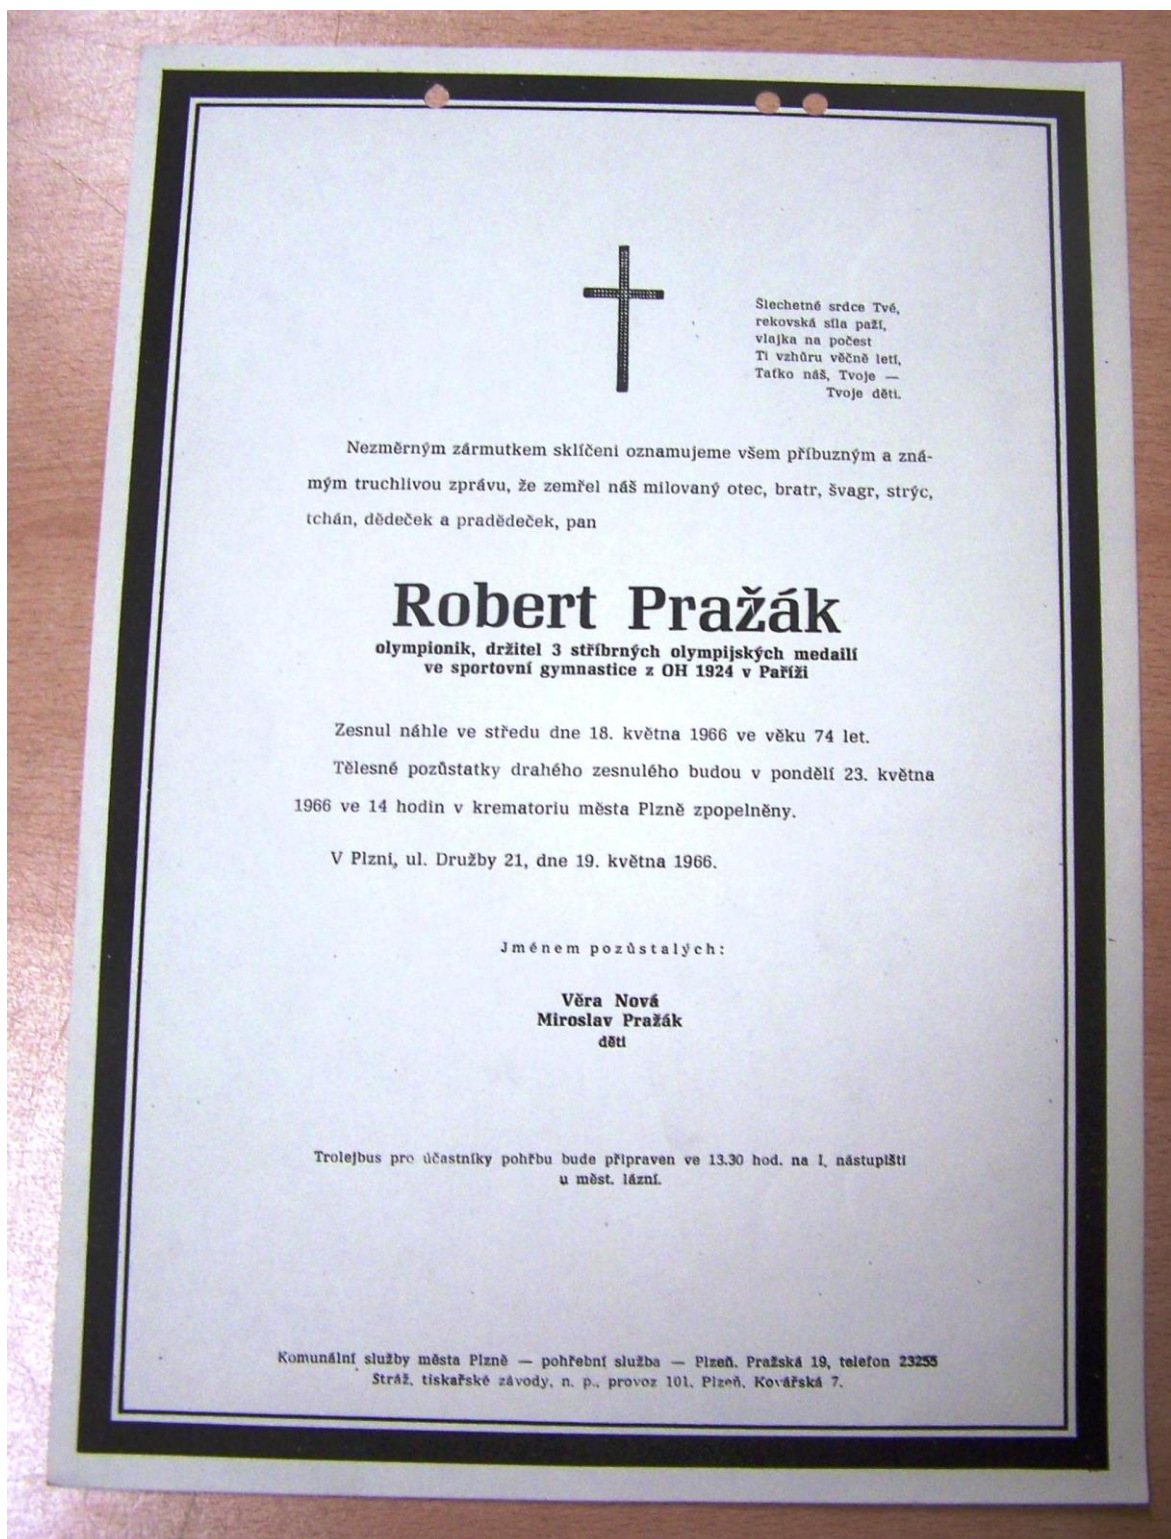 Šlechetné srdce Tvé,
rekovská síla paží,
vlajka na počest
Ti vzhůru věčně letí,
Taťko náš, Tvoje —
Tvoje děti.
Nezměrným zármutkem sklíčeni oznamujeme všem příbuzným a zná-
mým truchlivou zprávu, že zemřel náš milovaný otec, bratr, švagr, strýc,
tchán, dědeček a pradědeček, pan
Robert Pražák
olympionik, držitel 3 stříbrných olympijských medailí
ve sportovní gymnastice z OH 1924 v Paříži
Zesnul náhle ve středu dne 18. května 1966 ve věku 74 let.
Tělesné pozůstatky drahého zesnulého budou v pondělí 23. května
1966 ve 14 hodin v krematoriu města Plzně zpopelněny.
V Plzni, ul. Družby 21, dne 19. května 1966.
Jménem pozůstalých:
Věra Nová
Miroslav Pražák
děti
Trolejbus pro účastníky pohřbu bude připraven ve 13.30 hod. na I. nástupišti
u měst. lázní.
Komunální služby města Plzně — pohřební služba — Plzeň, Pražská 19, telefon 23255
Stráž, tiskařské závody, n. p., provoz 101, Plzeň, Kovářská 7.